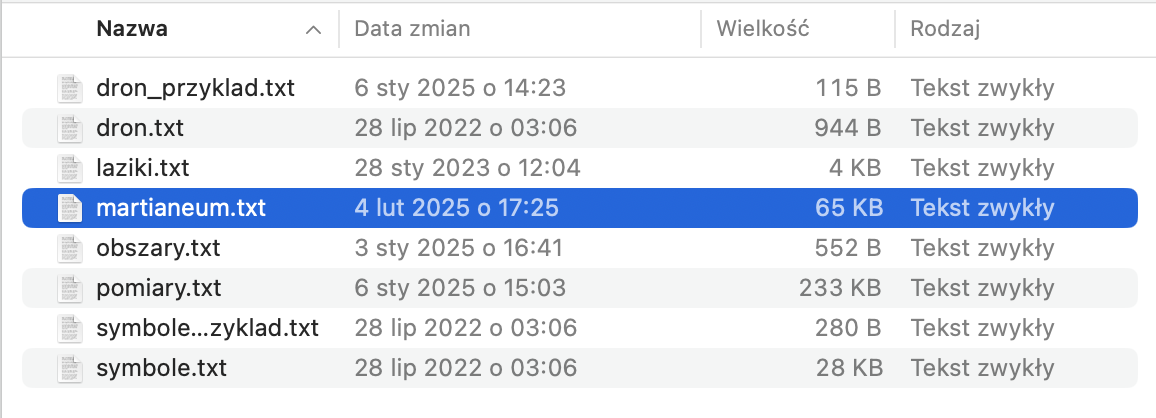 Nazwa Data zmian Wielkość Rodzaj
dron_przyklad.txt 6 sty 2025 o 14:23 115 B Tekst zwykły
dron.txt 28 lip 2022 o 03:06 944 B Tekst zwykły
laziki.txt 28 sty 2023 o 12:04 4 KB Tekst zwykły
martianeum.txt 4 lut 2025 o 17:25 65 KB Tekst zwykły
obszary.txt 3 sty 2025 o 16:41 552 B Tekst zwykły
pomiary.txt 6 sty 2025 o 15:03 233 KB Tekst zwykły
symbole...zyklad.txt 28 lip 2022 o 03:06 280 B Tekst zwykły
symbole.txt 28 lip 2022 o 03:06 28 KB Tekst zwykły